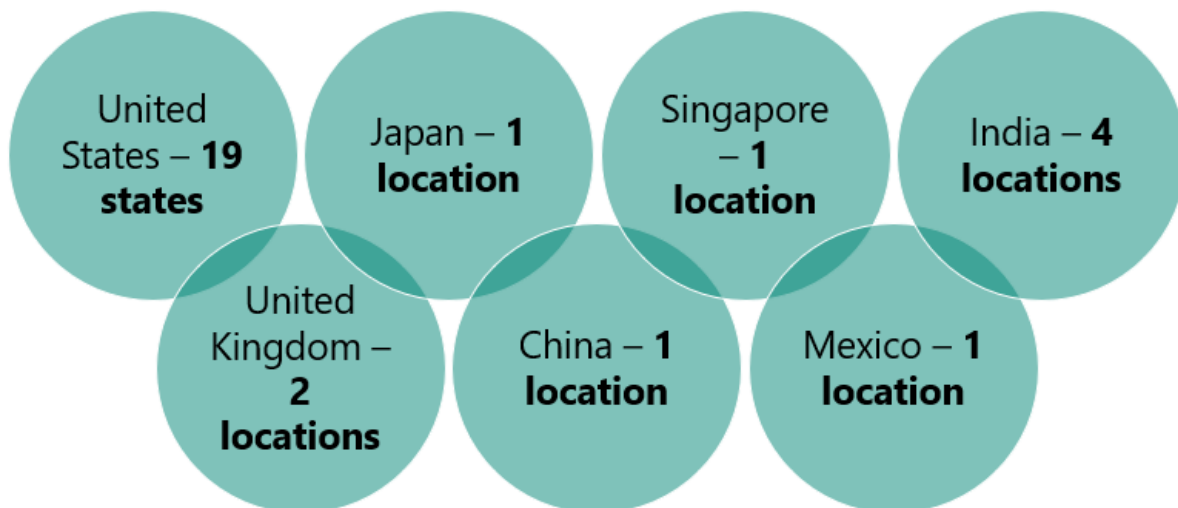 United
States – 19
states
Japan – 1
location
Singapore
– 1
location
India – 4
locations
United
Kingdom –
2
locations
China – 1
location
Mexico – 1
location